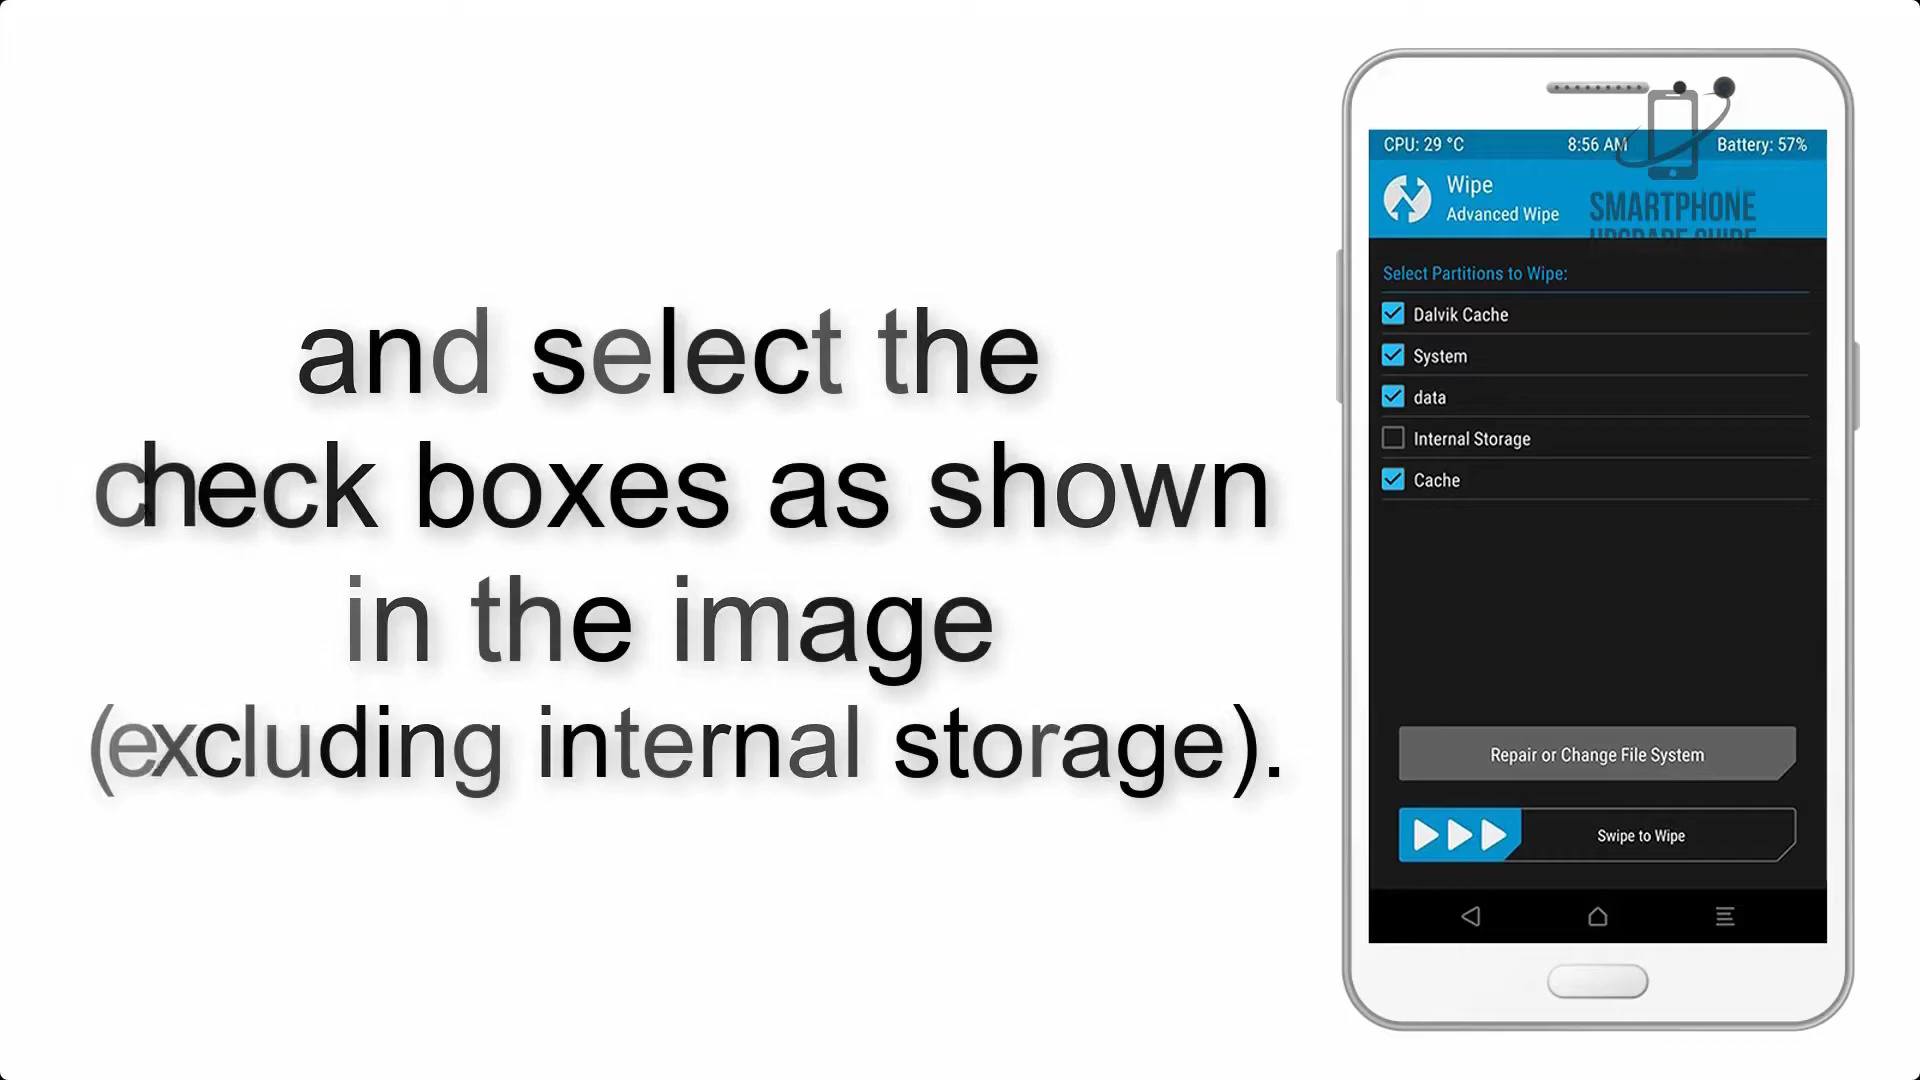 and select the
check boxes as shown
in the image
(excluding internal storage).
CPU: 29 °C
8:56 AM
Battery: 57%
Wipe
Advanced Wipe
SMARTPHONE
UPGRADE GUIDE
Select Partitions to Wipe:
Dalvik Cache
System
data
Internal Storage
Cache
Repair or Change File System
Swipe to Wipe